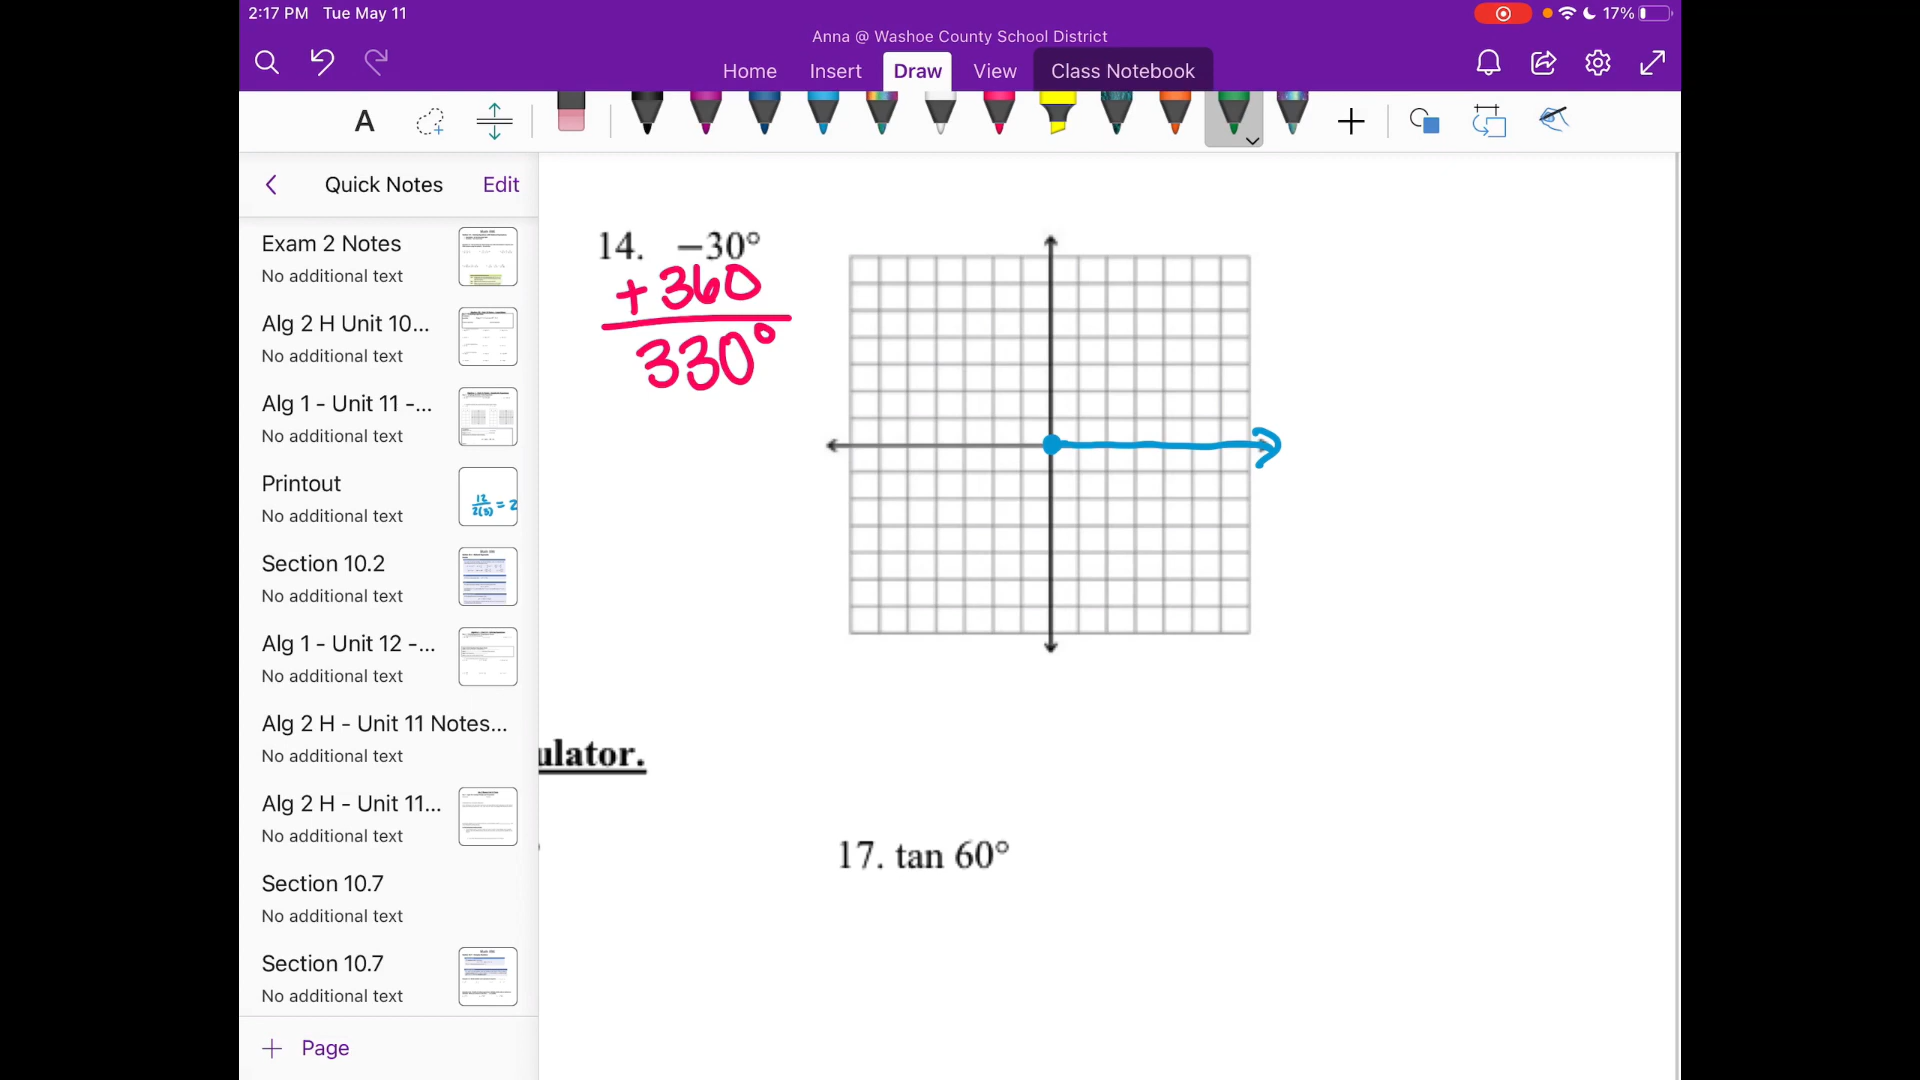 2:17 PM Tue May 11
17%
Anna @ Washoe County School District
Home Insert Draw View Class Notebook
A
Quick Notes Edit
Exam 2 Notes
No additional text
Alg 2 H Unit 10...
No additional text
Alg 1 - Unit 11 -...
No additional text
Printout
No additional text
12
2(3) = 2
Section 10.2
No additional text
Alg 1 - Unit 12 -...
No additional text
Alg 2 H - Unit 11 Notes...
No additional text
Alg 2 H - Unit 11...
No additional text
Section 10.7
No additional text
Section 10.7
No additional text
Page
14. −30°
+ 360
330°
ulator.
17. tan 60°